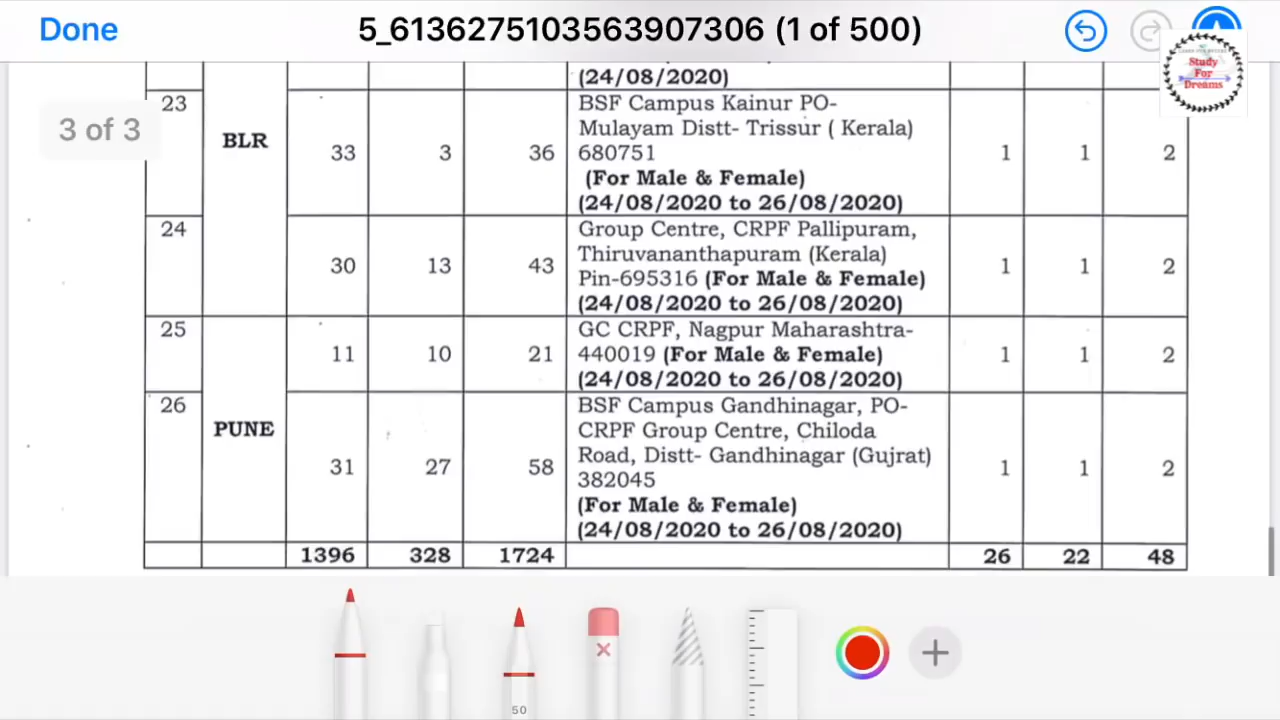 Done
5_6136275103563907306 (1 of 500)
Study
For
Dreams
3 of 3
(24/08/2020)
23 BLR 33 3 36 BSF Campus Kainur PO-
Mulayam Distt- Trissur ( Kerala)
680751
(For Male & Female)
(24/08/2020 to 26/08/2020) 1 1 2
24 30 13 43 Group Centre, CRPF Pallipuram,
Thiruvananthapuram (Kerala)
Pin-695316 (For Male & Female)
(24/08/2020 to 26/08/2020) 1 1 2
25 11 10 21 GC CRPF, Nagpur Maharashtra-
440019 (For Male & Female)
(24/08/2020 to 26/08/2020) 1 1 2
26 PUNE 31 27 58 BSF Campus Gandhinagar, PO-
CRPF Group Centre, Chiloda
Road, Distt- Gandhinagar (Gujrat)
382045
(For Male & Female)
(24/08/2020 to 26/08/2020) 1 1 2
1396 328 1724 26 22 48
50